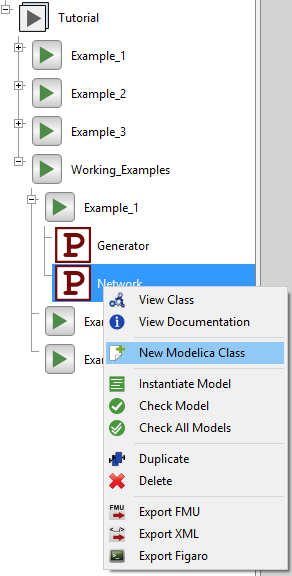 Tutorial
Example_1
Example_2
Example_3
Working_Examples
Example_1
P Generator
P Network
View Class
Exa
i View Documentation
Exa
New Modelica Class
Instantiate Model
Check Model
Check All Models
Duplicate
Delete
FMU Export FMU
<../> Export XML
>_ Export Figaro